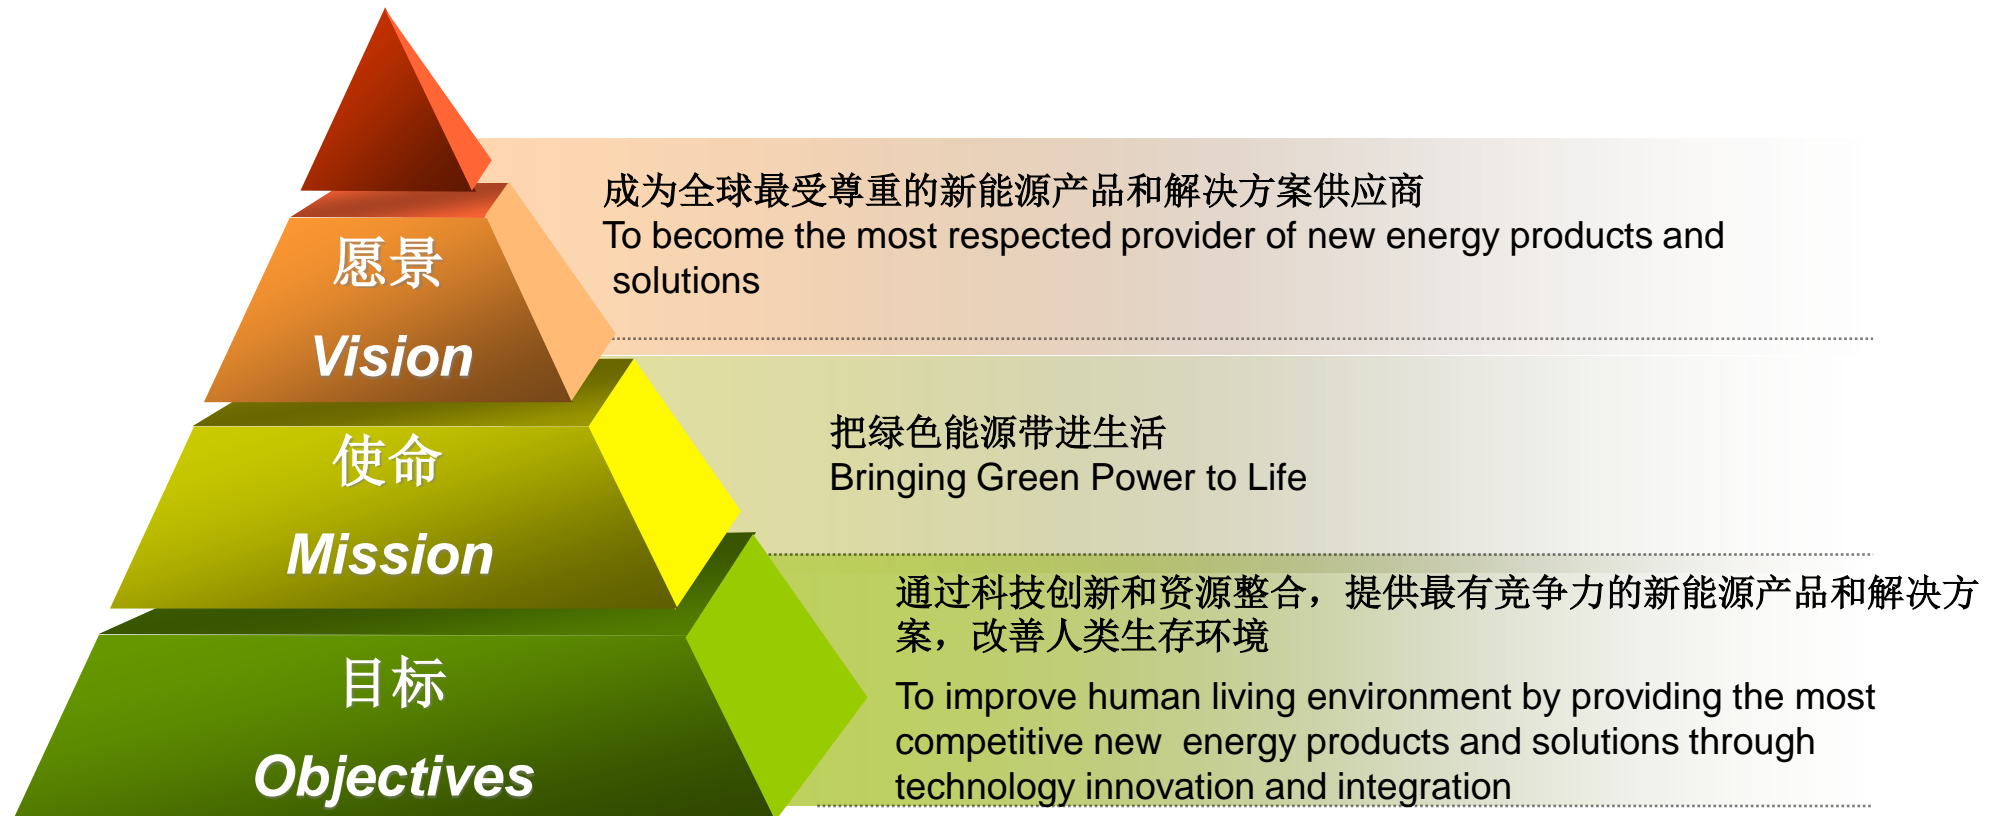 愿景
Vision
成为全球最受尊重的新能源产品和解决方案供应商
To become the most respected provider of new energy products and
solutions
使命
Mission
把绿色能源带进生活
Bringing Green Power to Life
目标
Objectives
通过科技创新和资源整合，提供最有竞争力的新能源产品和解决方
案，改善人类生存环境
To improve human living environment by providing the most
competitive new  energy products and solutions through
technology innovation and integration